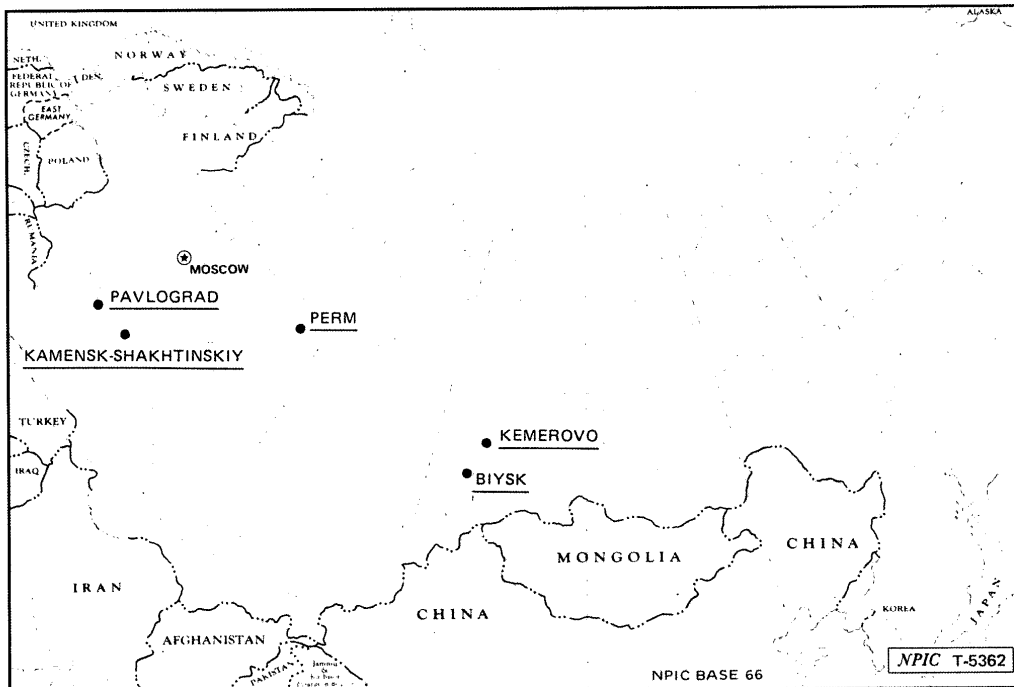 ALASKA
UNITED KINGDOM
NORWAY
NETH.
DEN.
FEDERAL
REPUBLIC OF
GERMANY
SWEDEN
EAST
GERMANY
FINLAND
CZECH.
POLAND
RUMANIA
MOSCOW
PAVLOGRAD
PERM
KAMENSK-SHAKHTINSKIY
TURKEY
KEMEROVO
IRAQ
BIYSK
CHINA
MONGOLIA
IRAN
CHINA
KOREA
JAPAN
AFGHANISTAN
PAKISTAN
Jammu
&
NPIC BASE 66
NPIC T-5362